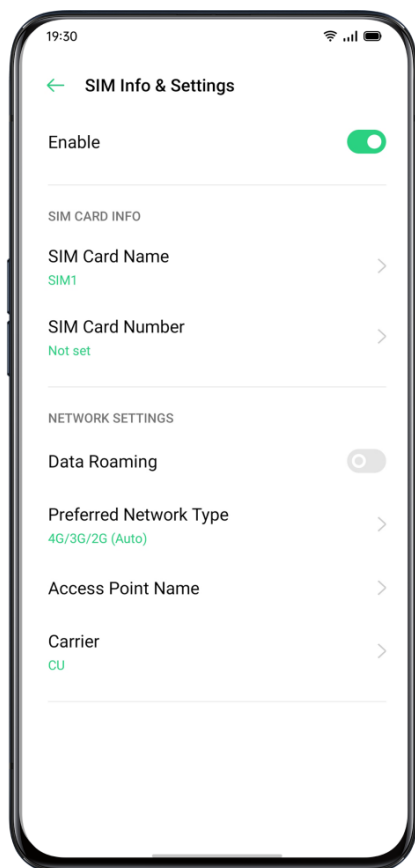 19:30
SIM Info & Settings
Enable
SIM CARD INFO
SIM Card Name
SIM1
SIM Card Number
Not set
NETWORK SETTINGS
Data Roaming
Preferred Network Type
4G/3G/2G (Auto)
Access Point Name
Carrier
CU